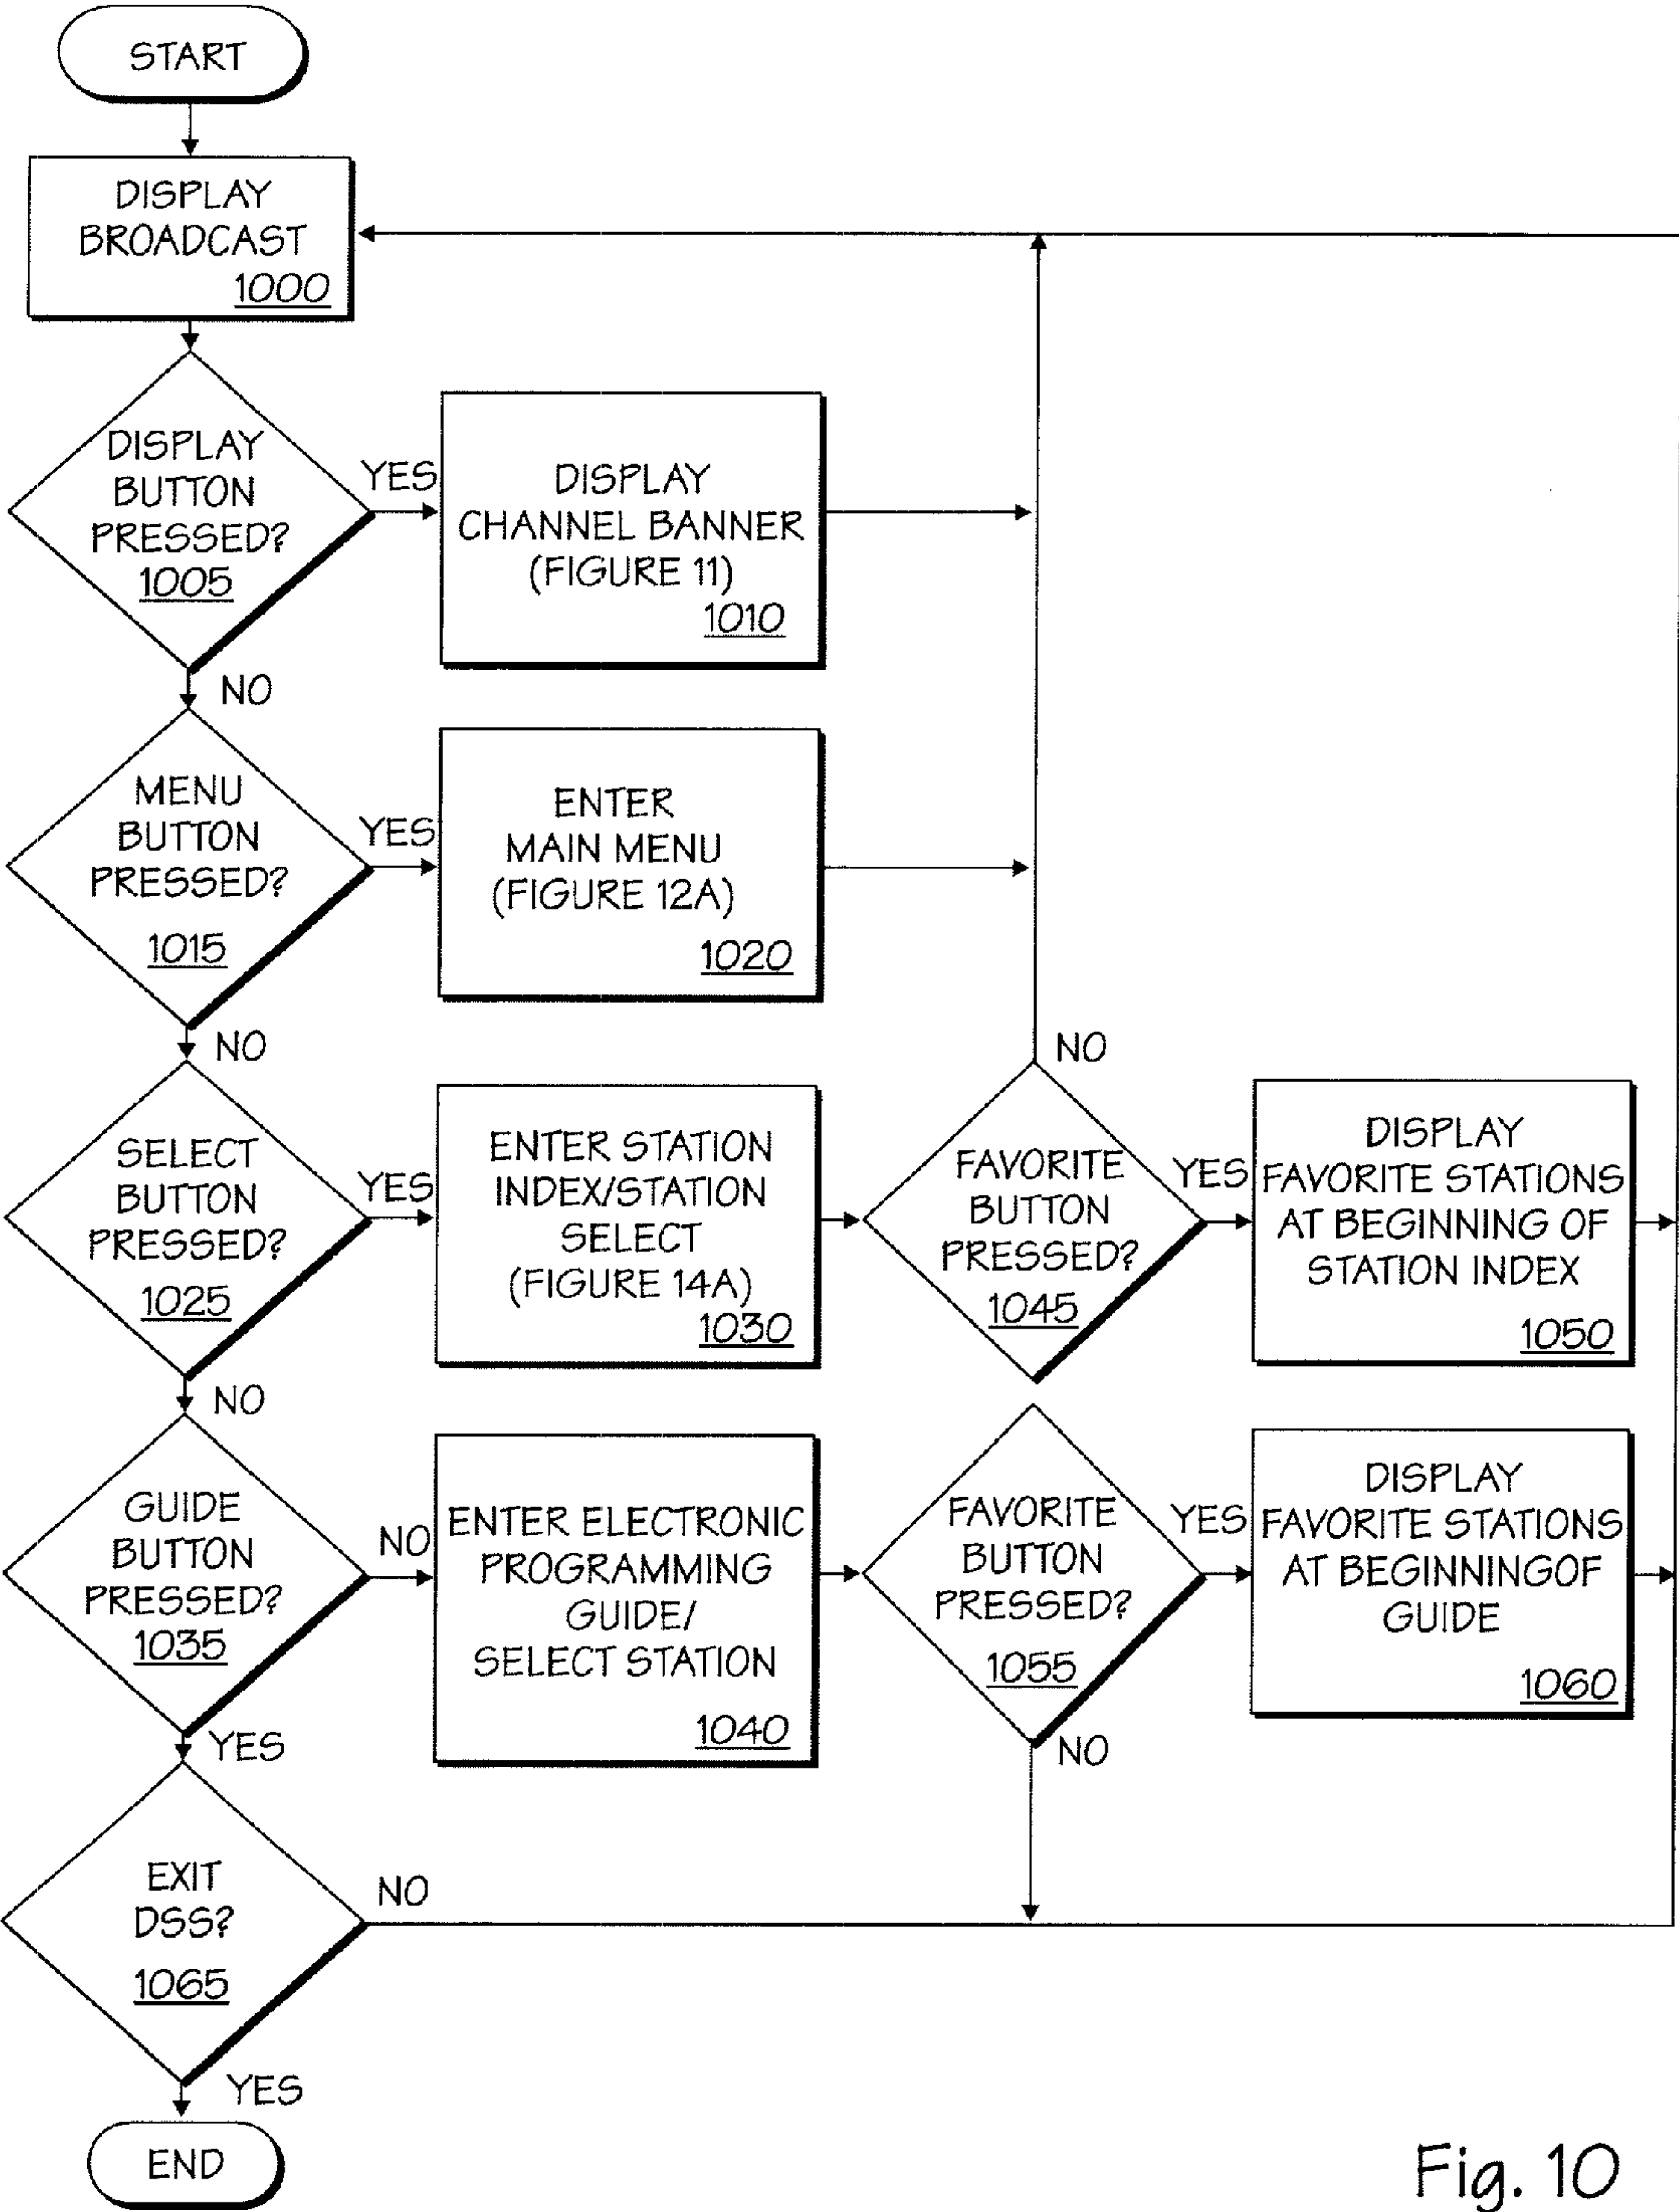 START
DISPLAY
BROADCAST
1000
DISPLAY
BUTTON
PRESSED?
1005
YES
DISPLAY
CHANNEL BANNER
(FIGURE 11)
1010
NO
MENU
BUTTON
PRESSED?
1015
YES
ENTER
MAIN MENU
(FIGURE 12A)
1020
NO
SELECT
BUTTON
PRESSED?
1025
YES
ENTER STATION
INDEX/STATION
SELECT
(FIGURE 14A)
1030
NO
FAVORITE
BUTTON
PRESSED?
1045
YES
DISPLAY
FAVORITE STATIONS
AT BEGINNING OF
STATION INDEX
1050
NO
GUIDE
BUTTON
PRESSED?
1035
NO
ENTER ELECTRONIC
PROGRAMMING
GUIDE/
SELECT STATION
1040
FAVORITE
BUTTON
PRESSED?
1055
YES
DISPLAY
FAVORITE STATIONS
AT BEGINNINGOF
GUIDE
1060
NO
YES
EXIT
DSS?
1065
NO
YES
END
Fig. 10